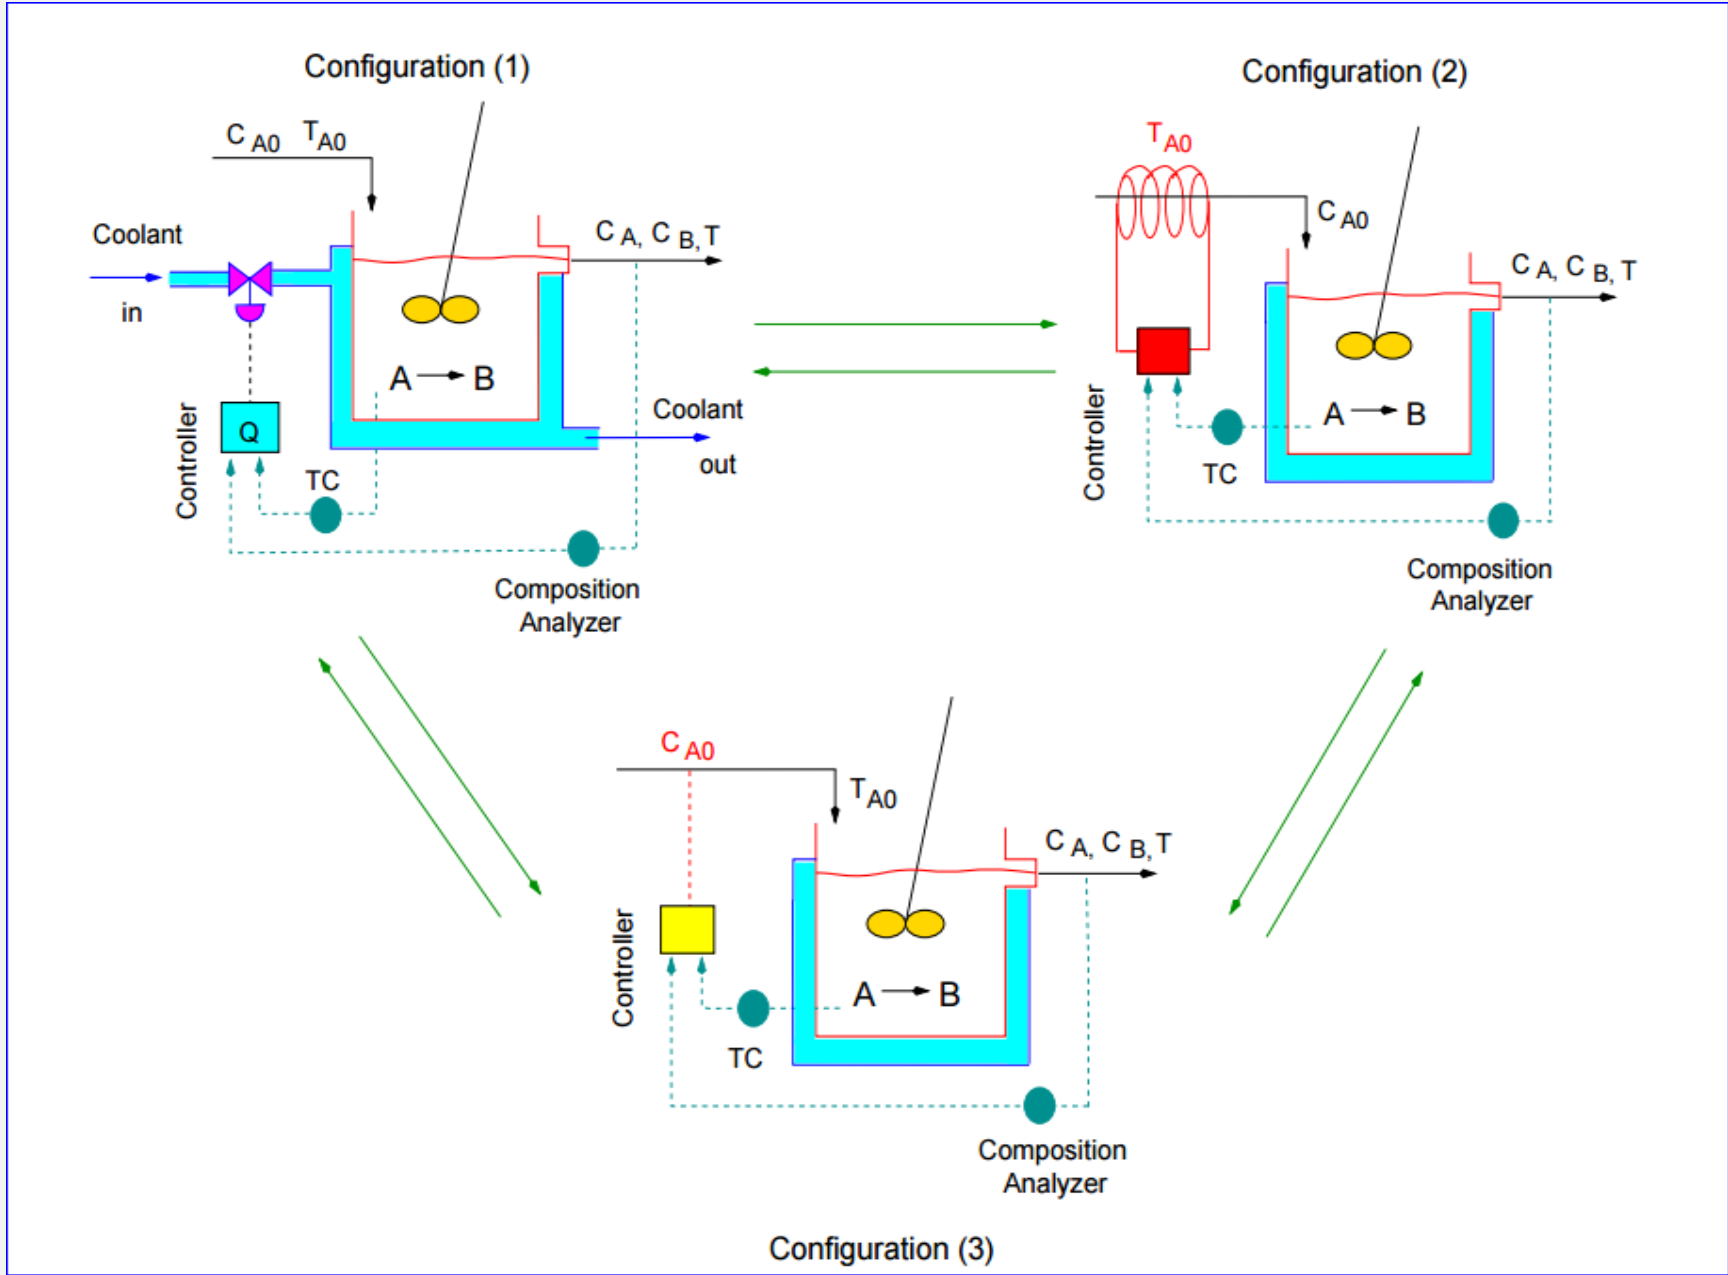 Configuration (1)
C A0 T A0
Coolant
in
C A, C B, T
A B
Coolant
out
Controller
Q
TC
Composition
Analyzer
Configuration (2)
T A0
C A0
C A, C B, T
A B
Controller
TC
Composition
Analyzer
C A0
T A0
C A, C B, T
Controller
A B
TC
Composition
Analyzer
Configuration (3)